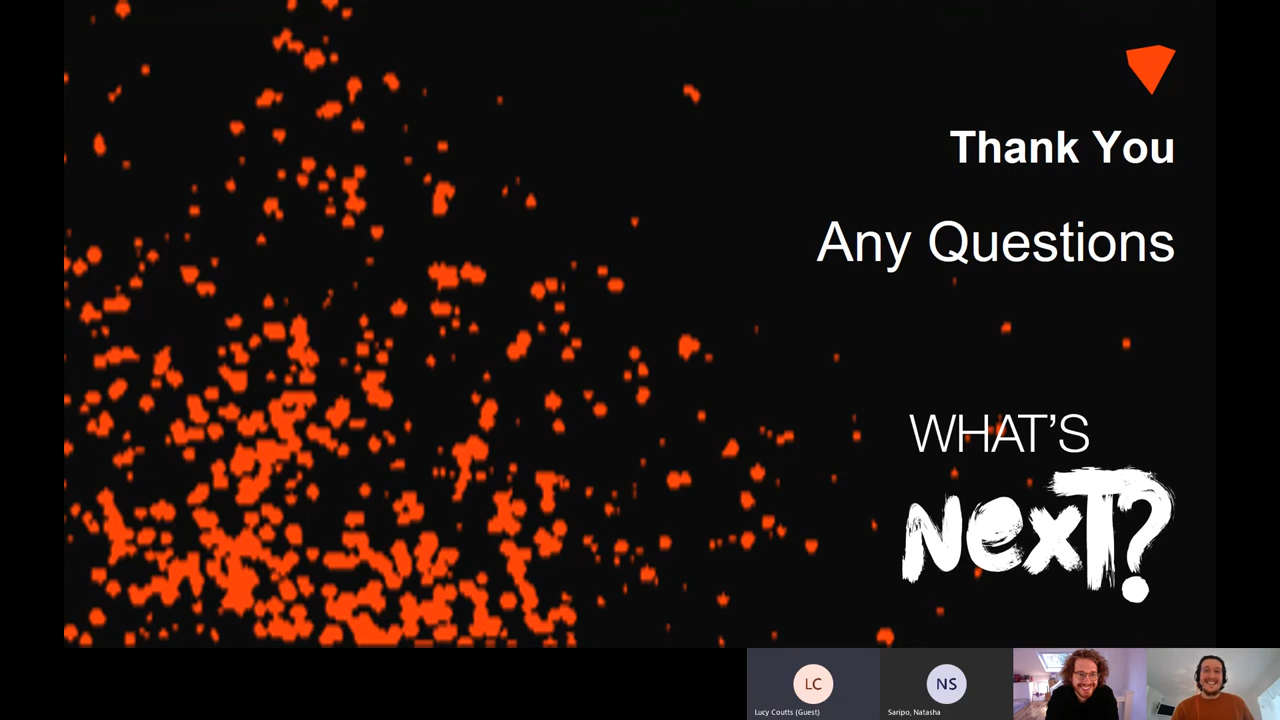 Thank You
Any Questions
WHAT'S
NexT?
LC
NS
Lucy Coutts (Guest)
Saripo, Natasha